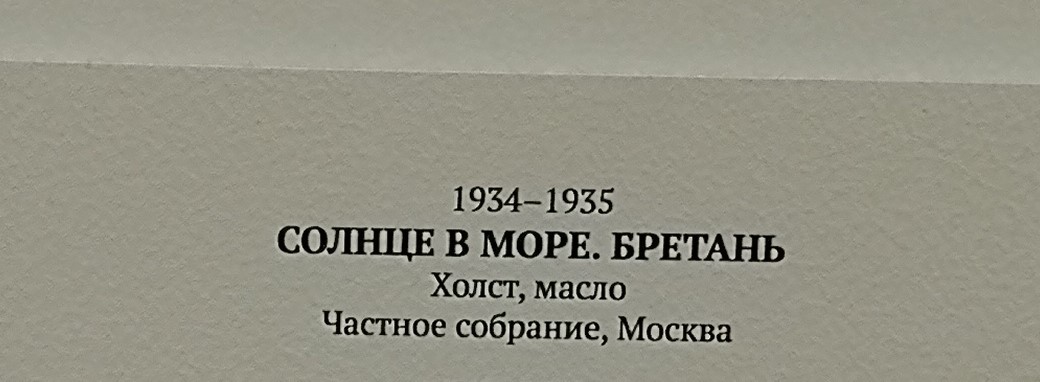 1934–1935
СОЛНЦЕ В МОРЕ. БРЕТАНЬ
Холст, масло
Частное собрание, Москва